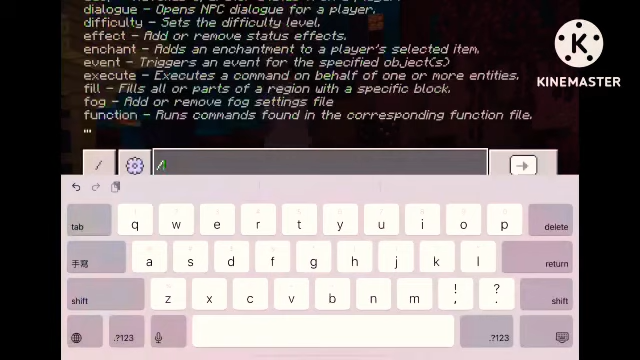 dialogue – Opens NPC dialogue for a player.
difficulty – Sets the difficulty level.
effect – Add or remove status effects.
enchant – Adds an enchantment to a player's selected item.
event – Triggers an event for the specified object(s)
execute – Executes a command on behalf of one or more entities.
fill – Fills all or parts of a region with a specific block.
fog – Add or remove fog settings file
function – Runs commands found in the corresponding function file.
...
K
KINEMASTER
/
/
tab q w e r t y u i o p delete
手寫 a s d f g h j k l return
shift z x c v b n m ! , ? . shift
.?123 .?123